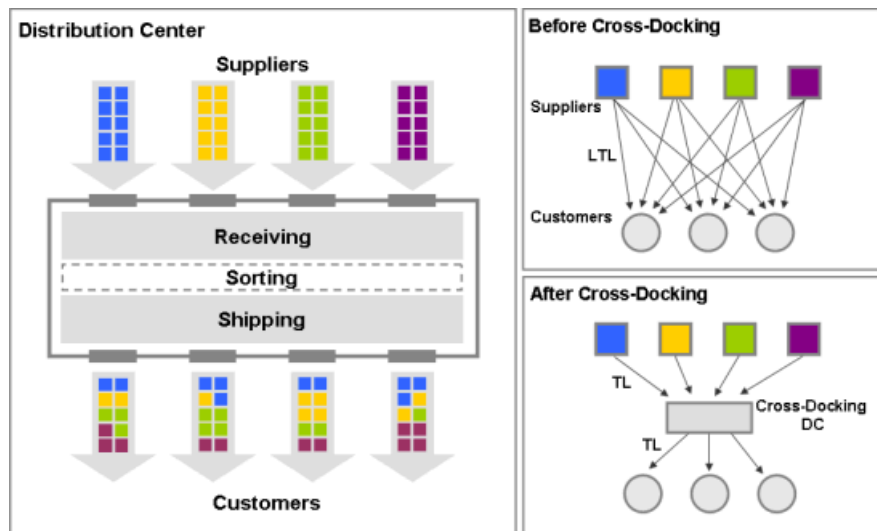 Distribution Center
Suppliers
Receiving
Sorting
Shipping
Customers
Before Cross-Docking
Suppliers
LTL
Customers
After Cross-Docking
TL
Cross-Docking
DC
TL